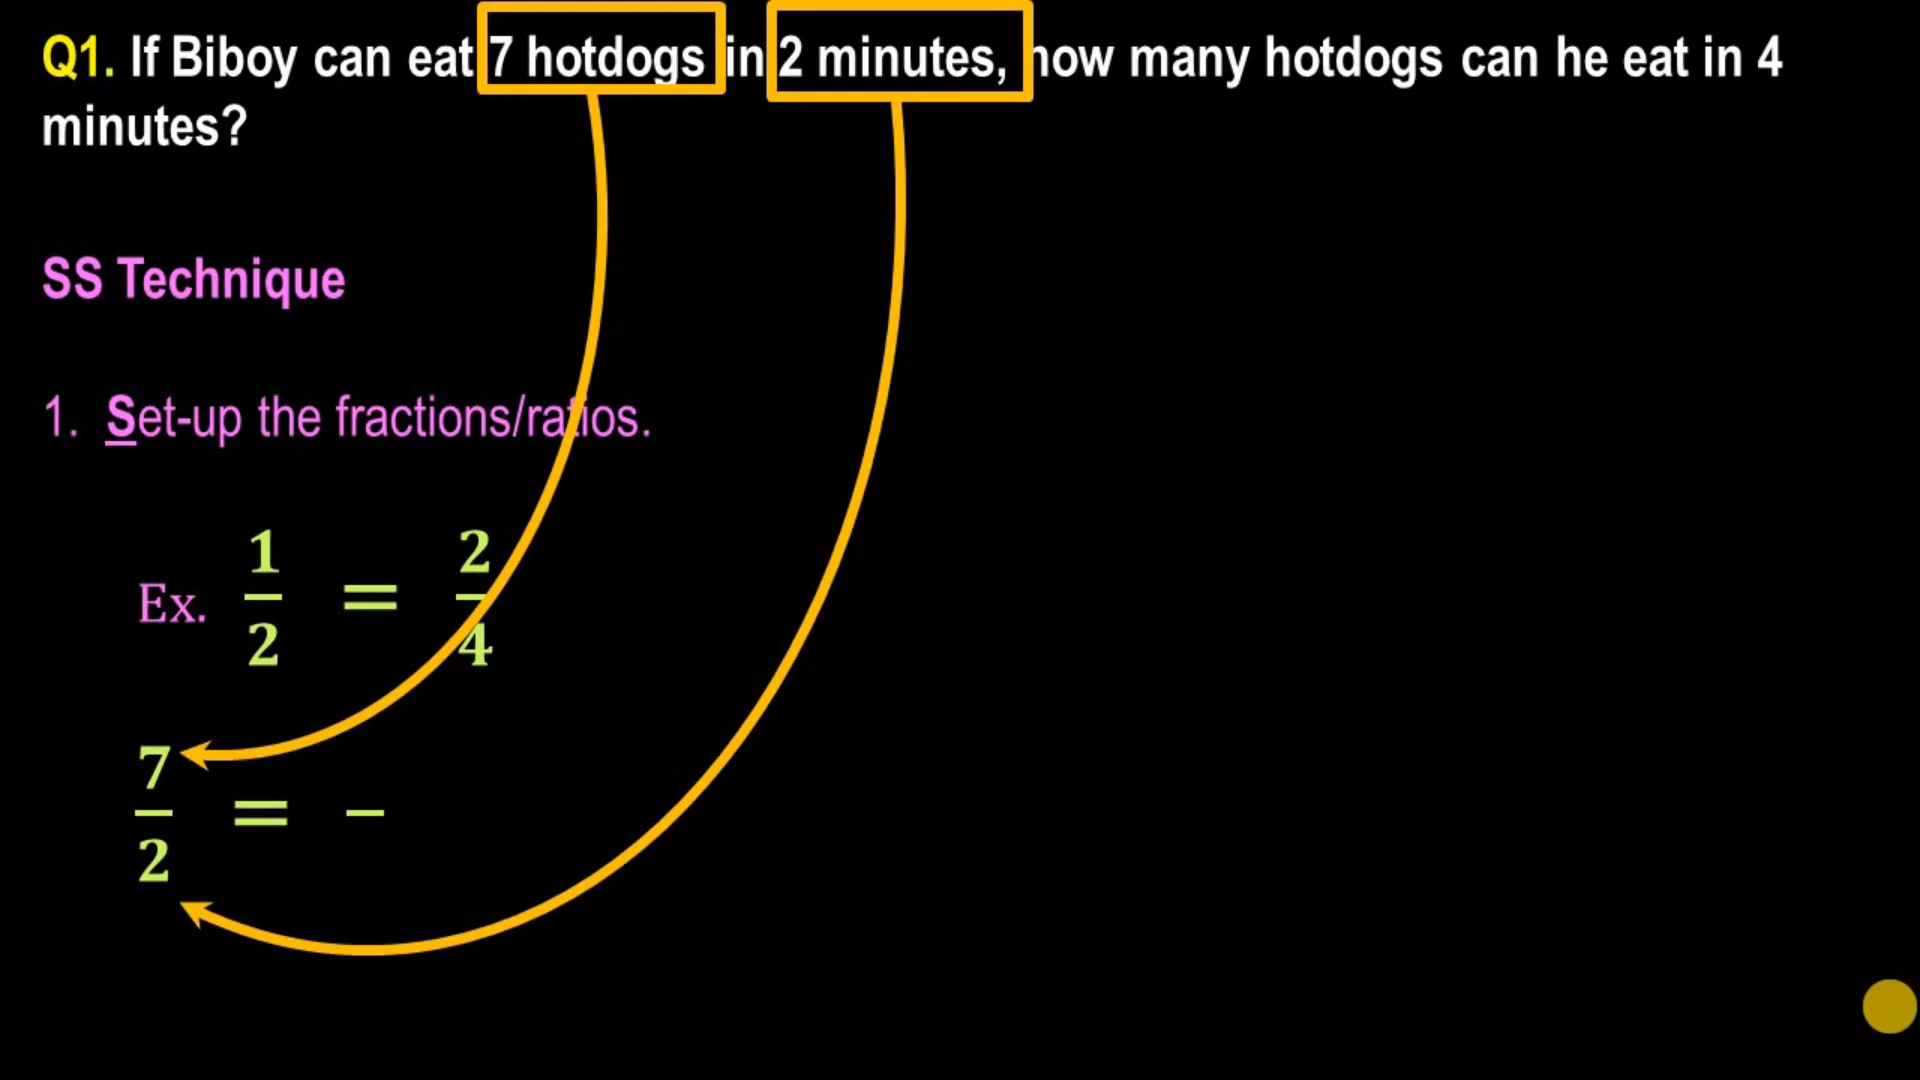 Q1. If Biboy can eat 7 hotdogs in 2 minutes, how many hotdogs can he eat in 4
minutes?
SS Technique
1. Set-up the fractions/ratios.
Ex. 1/2 = 2/4
7/2 = –